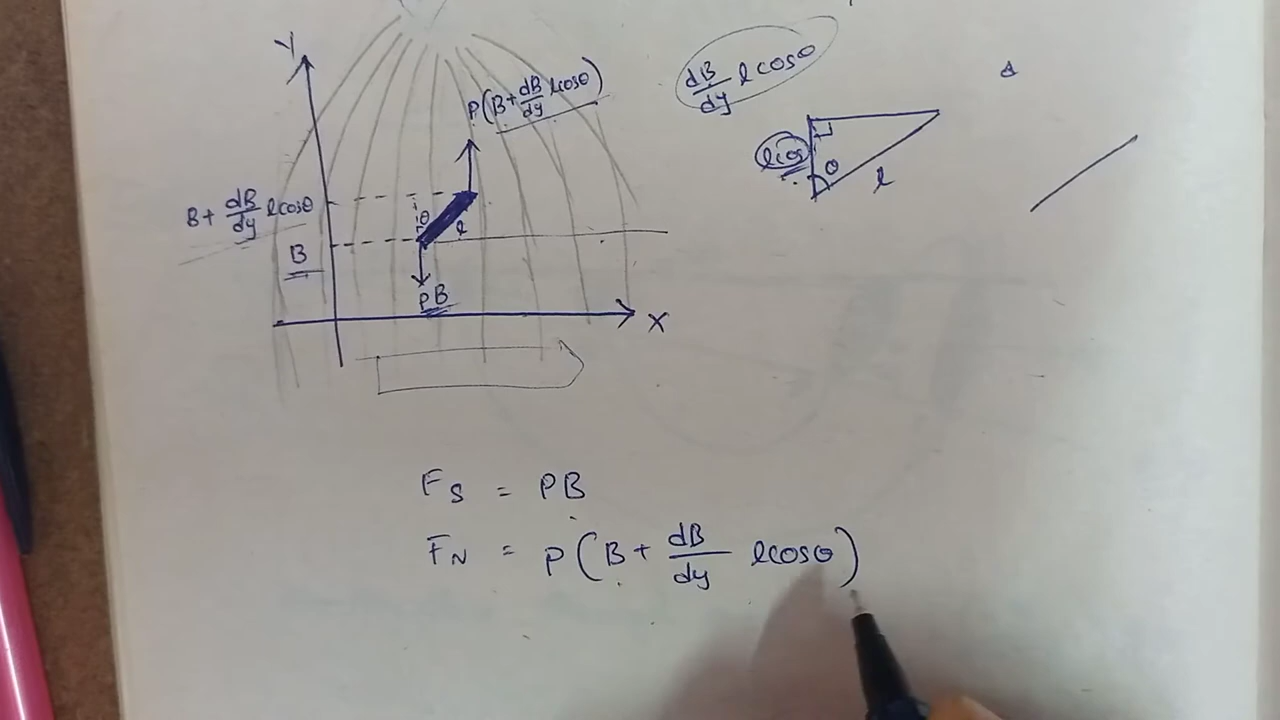 Y
P(B+dB/dy lcosθ)
dB/dy lcosθ
lcosθ
θ
l
B+ dB/dy lcosθ
θ
l
B
PB
X
F_S = PB
F_N = P(B+ dB/dy lcosθ)